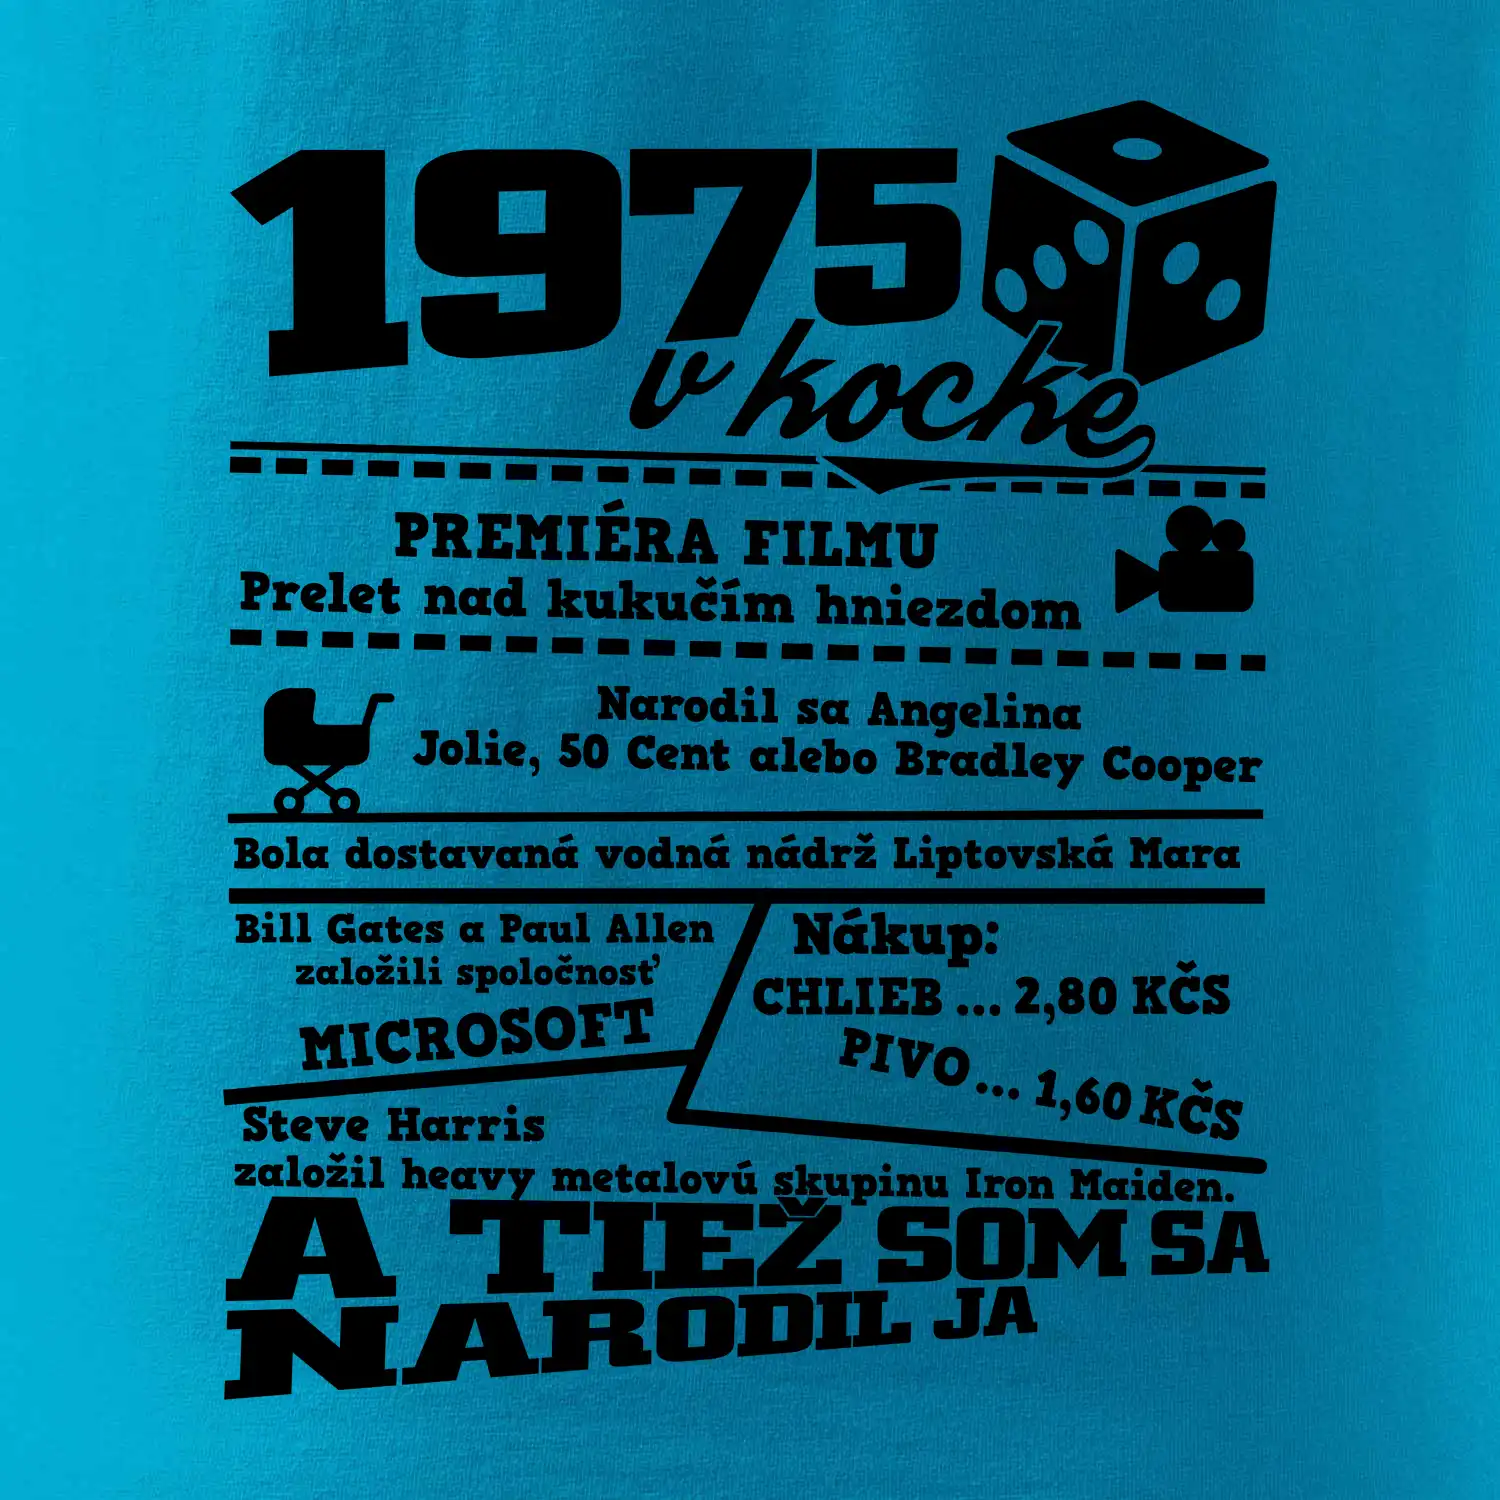 1975
v kocke
PREMIÉRA FILMU
Prelet nad kukučím hniezdom
Narodil sa Angelina
Jolie, 50 Cent alebo Bradley Cooper
Bola dostavaná vodná nádrž Liptovská Mara
Bill Gates a Paul Allen
založili spoločnosť
MICROSOFT
Nákup:
CHLIEB ... 2,80 KČS
PIVO ... 1,60 KČS
Steve Harris
založil heavy metalovú skupinu Iron Maiden.
A TIEŽ SOM SA
NARODIL JA